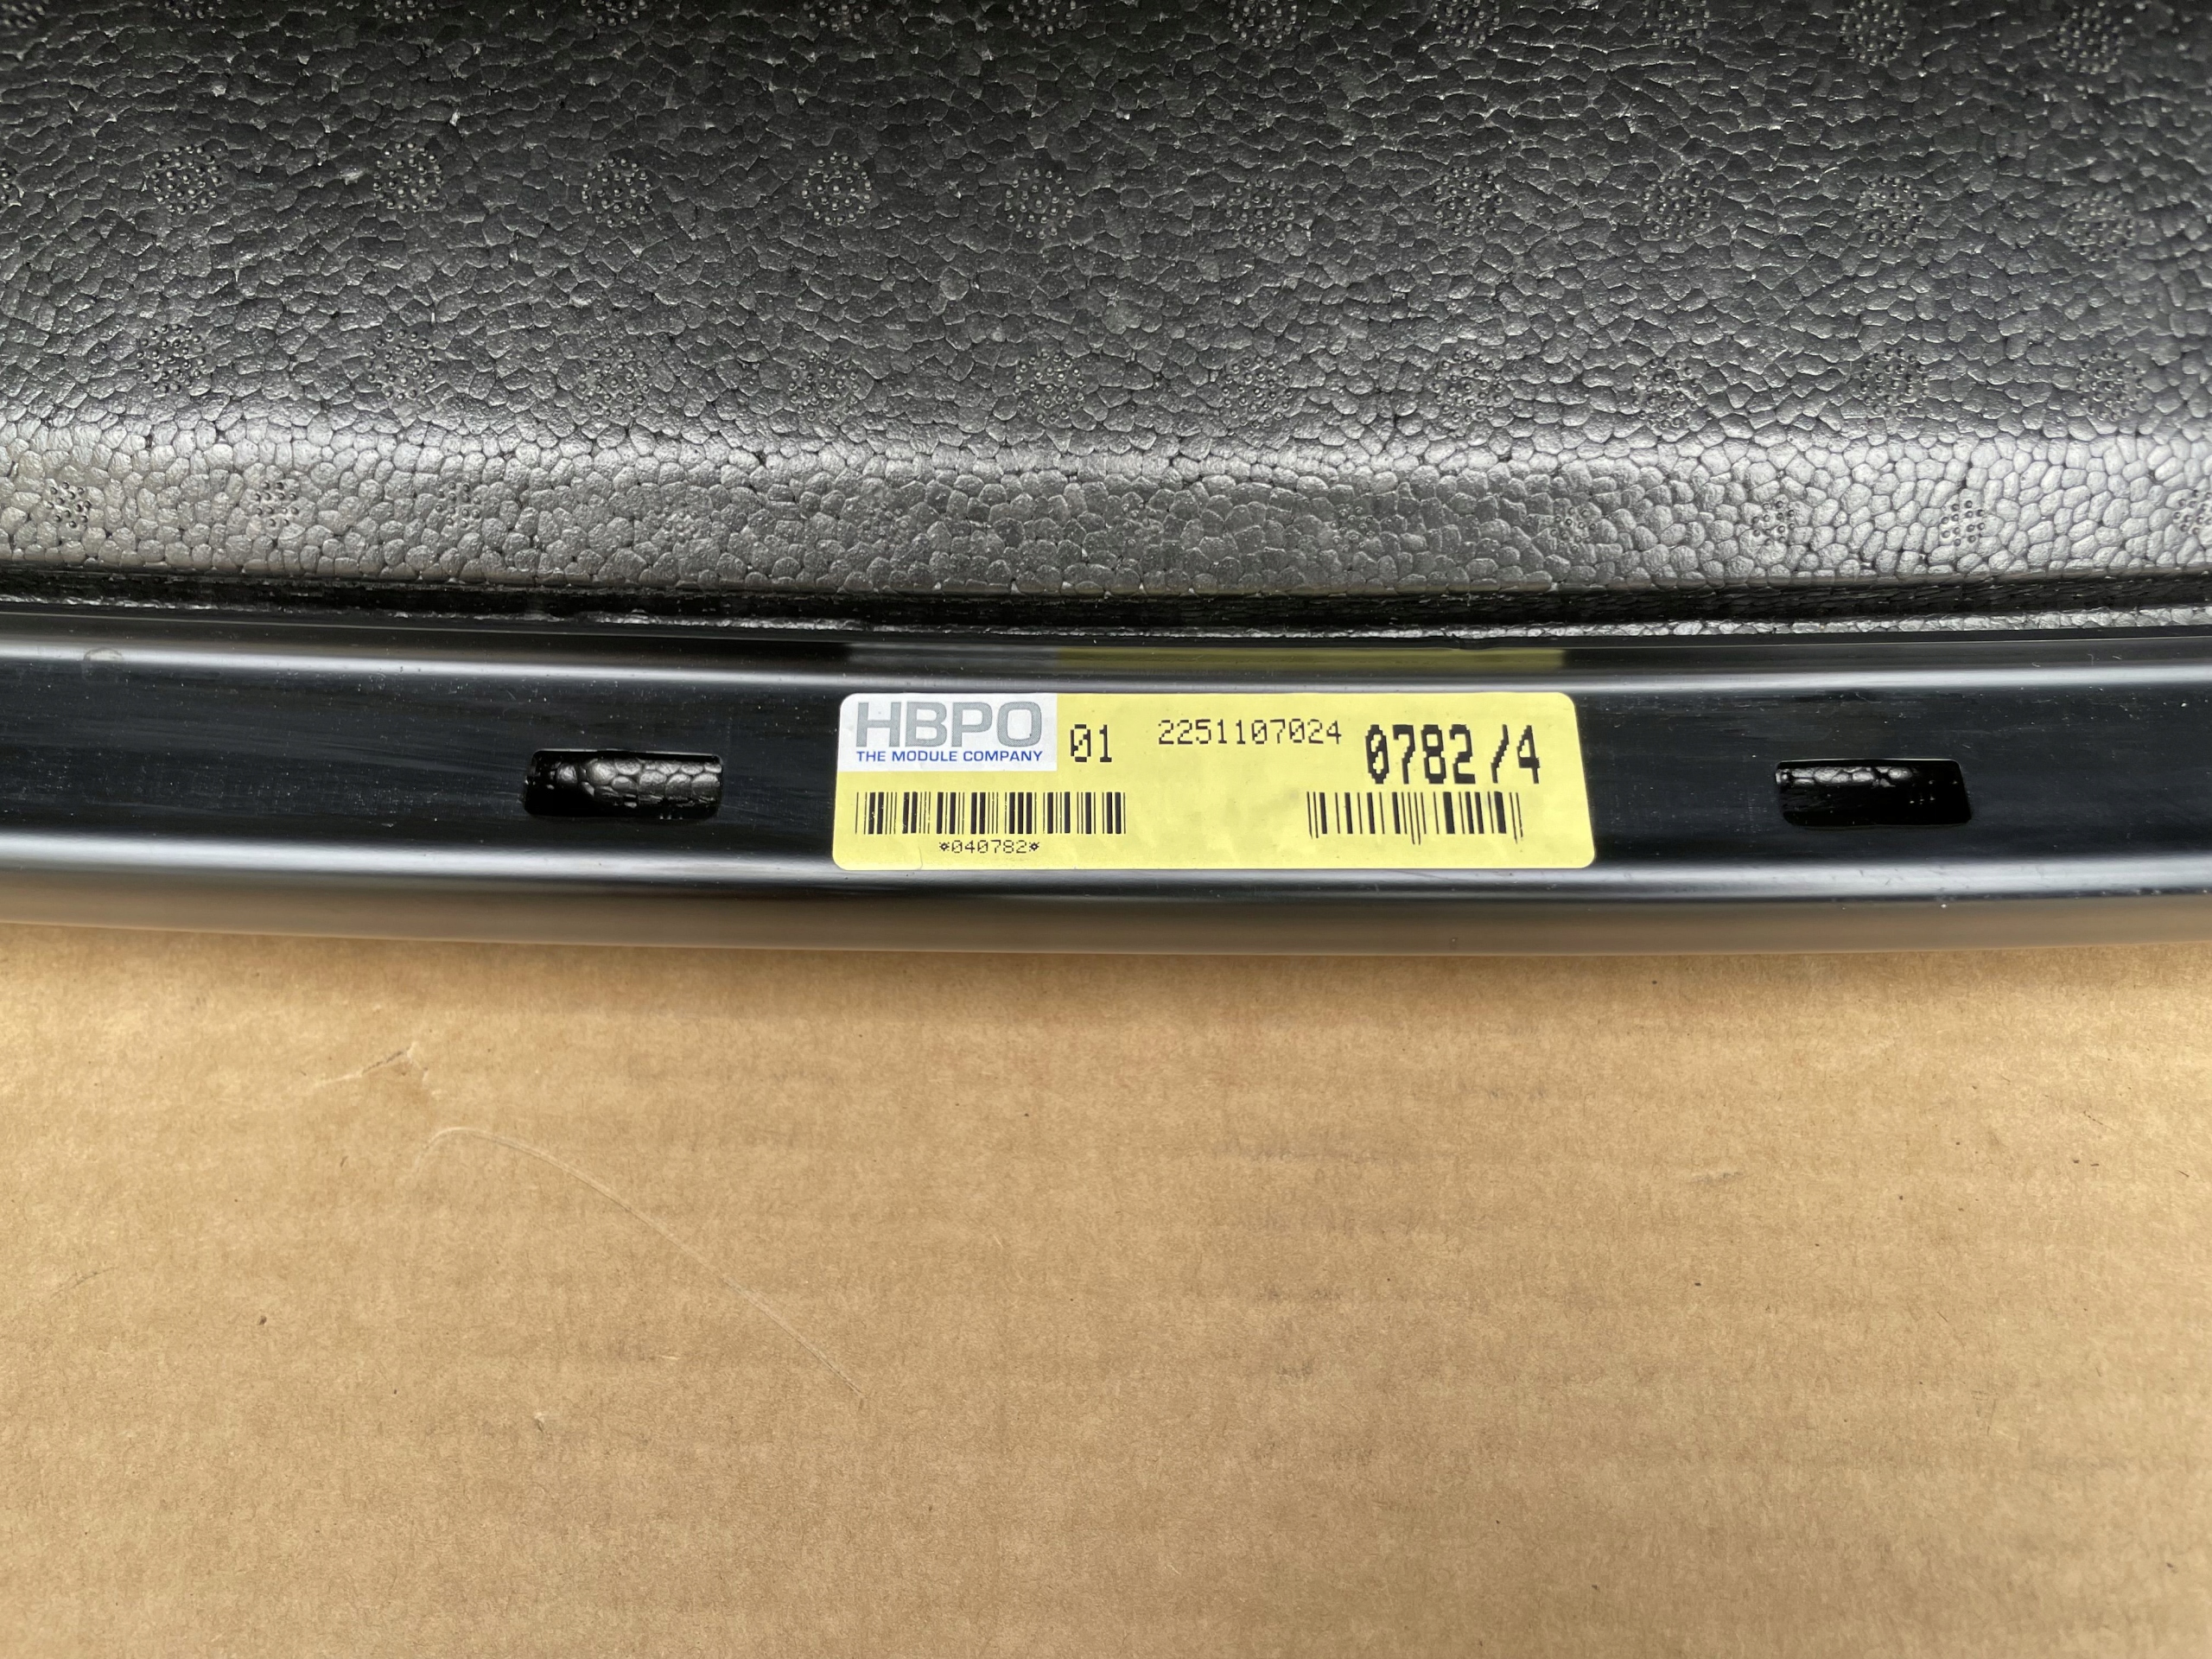 HBPO
THE MODULE COMPANY
01 2251107024 0782/4
*040782*